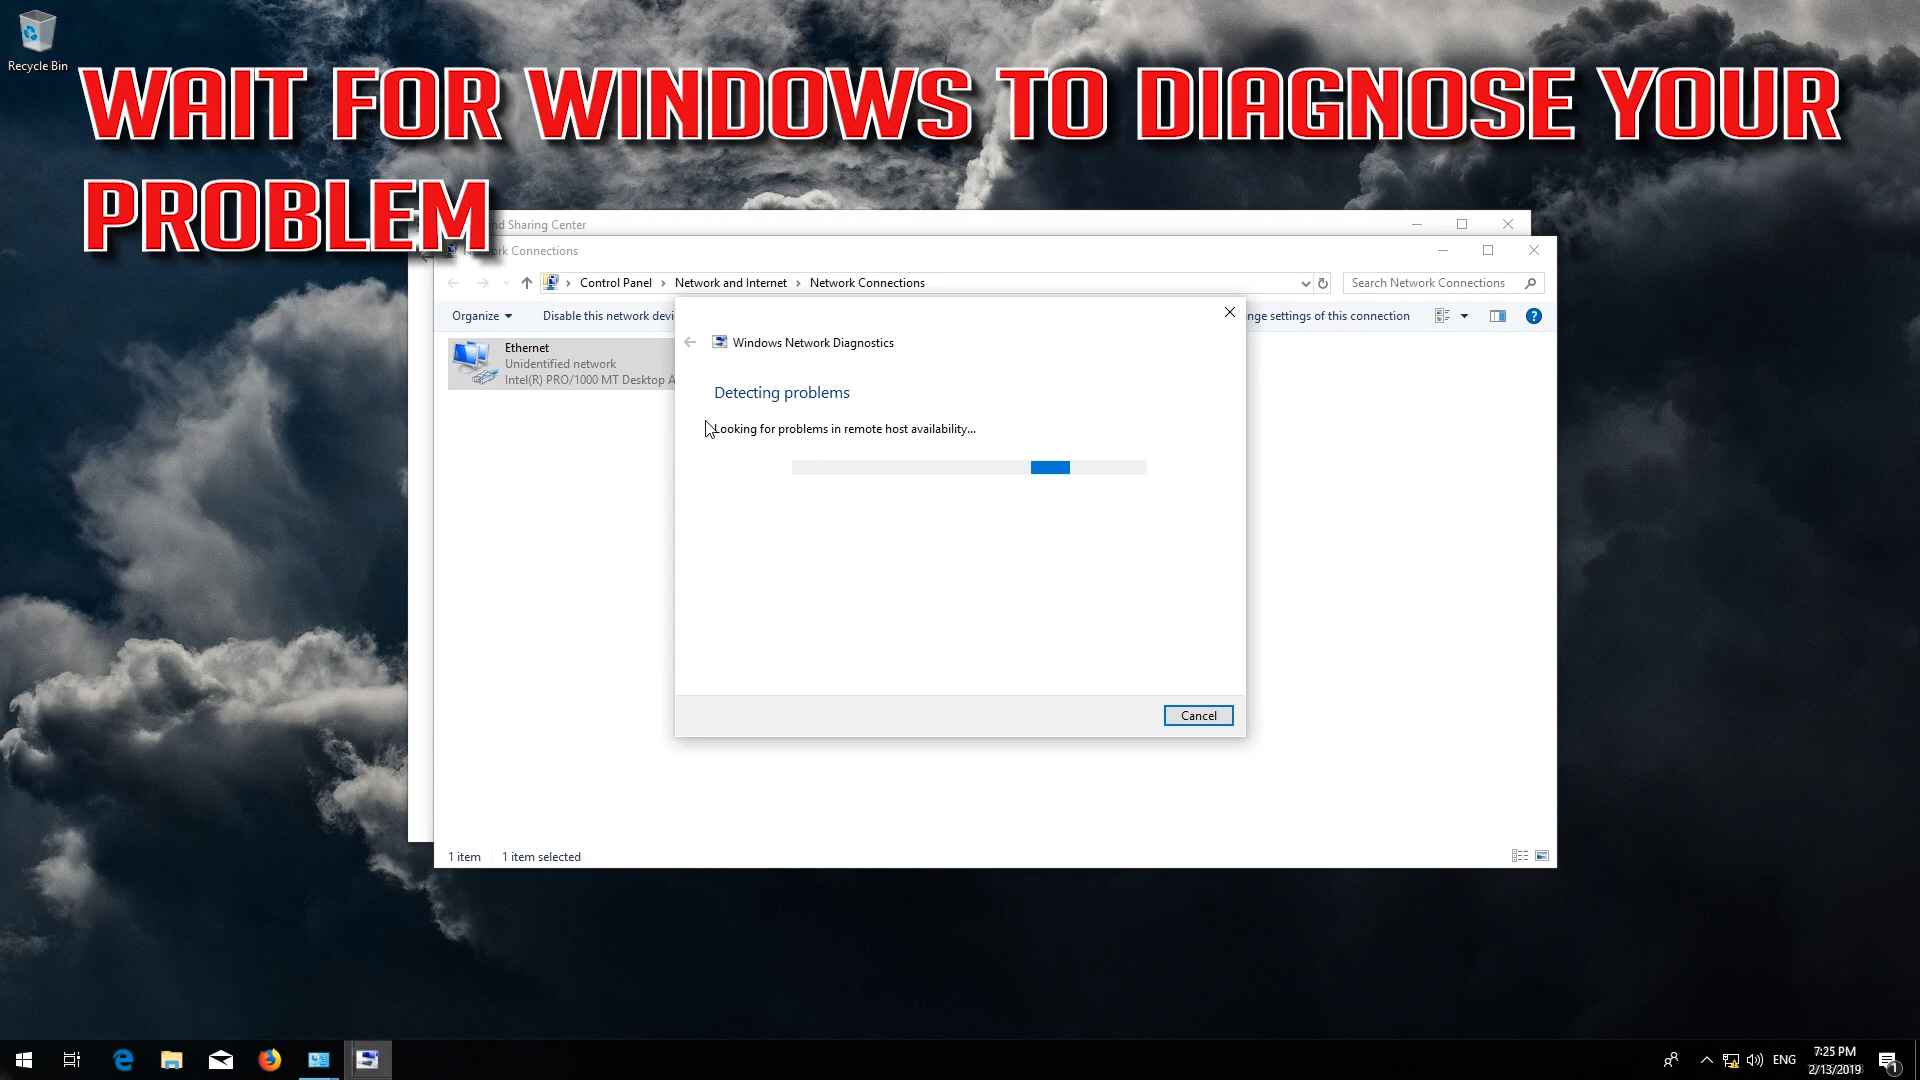 Recycle Bin
WAIT FOR WINDOWS TO DIAGNOSE YOUR
PROBLEM
Sharing Center
Connections
Control Panel > Network and Internet > Network Connections
Search Network Connections
Organize
Disable this network
settings of this connection
Ethernet
Unidentified network
Intel(R) PRO/1000 MT Desktop A
Windows Network Diagnostics
Detecting problems
Looking for problems in remote host availability...
Cancel
1 item
1 item selected
ENG
7:25 PM
2/13/2019
1